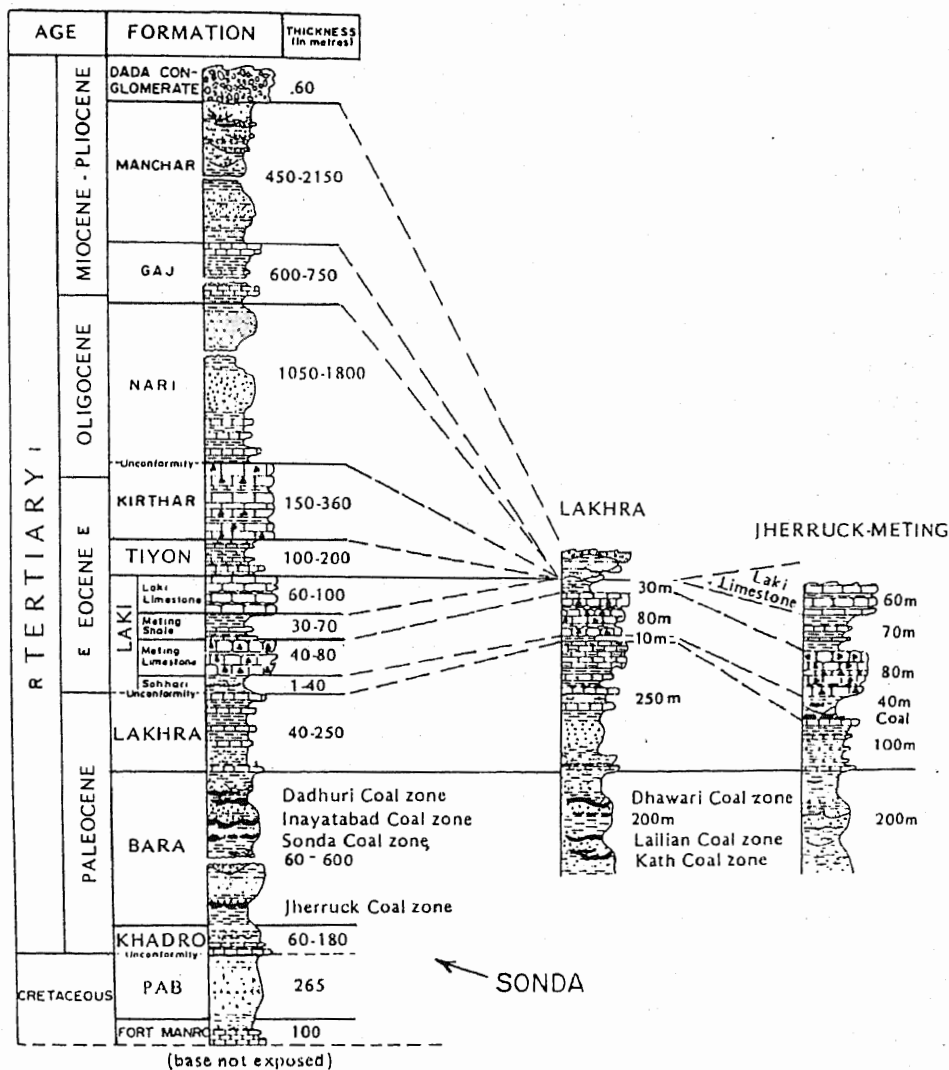 AGE FORMATION THICKNESS (in metres)
TERTIARY
MIOCENE - PLIOCENE
OLIGOCENE
EOCENE
PALEOCENE
CRETACEOUS
DADA CON-
GLOMERATE .60
MANCHAR 450-2150
GAJ 600-750
NARI 1050-1800
Unconformity
KIRTHAR 150-360
TIYON 100-200
LAKI
Laki
Limestone 60-100
Meting
Shale 30-70
Meting
Limestone 40-80
Sohnari 1-40
Unconformity
LAKHRA 40-250
BARA
Dadhuri Coal zone
Inayatabad Coal zone
Sonda Coal zone,
60 - 600
Jherruck Coal zone
KHADRO 60-180
Unconformity
PAB 265
FORT MANRO 100
(base not exposed)
SONDA
LAKHRA
30m
80m
10m
250 m
Dhawari Coal zone
200m
Lailian Coal zone
Kath Coal zone
JHERRUCK-METING
Laki
Limestone
60m
70m
80m
40m
Coal
100m
200m